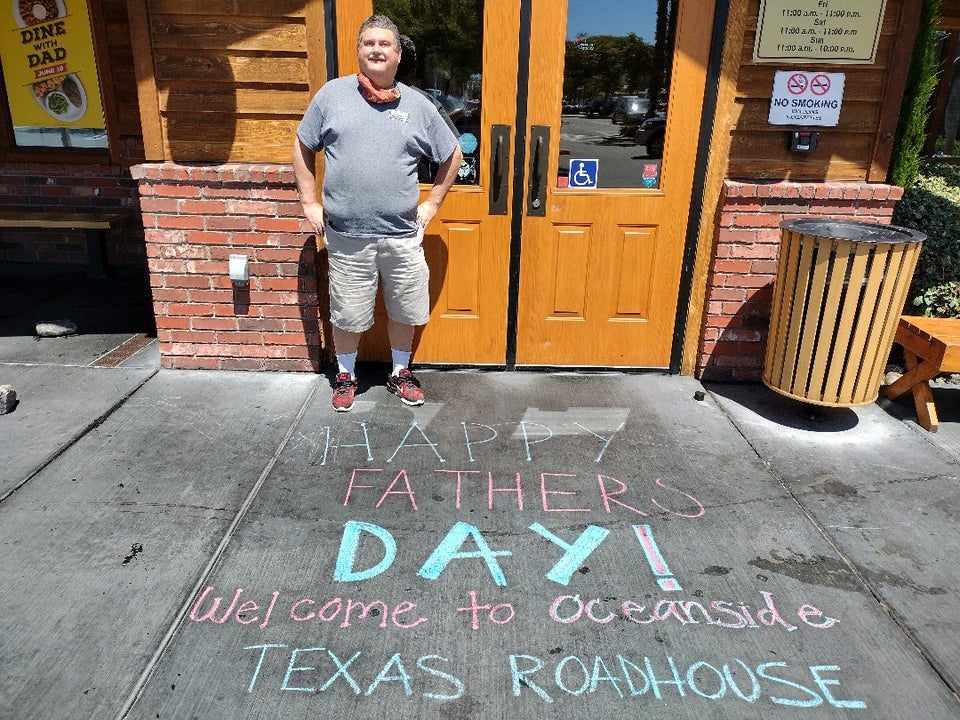 DINE
WITH
DAD
JUNE 18
Fri
11:00 a.m. - 11:00 p.m.
Sat
11:00 a.m. - 11:00 p.m.
Sun
11:00 a.m. - 10:00 p.m.
NO SMOKING
HAPPY
FATHERS
DAY!
Welcome to Oceanside
TEXAS ROADHOUSE